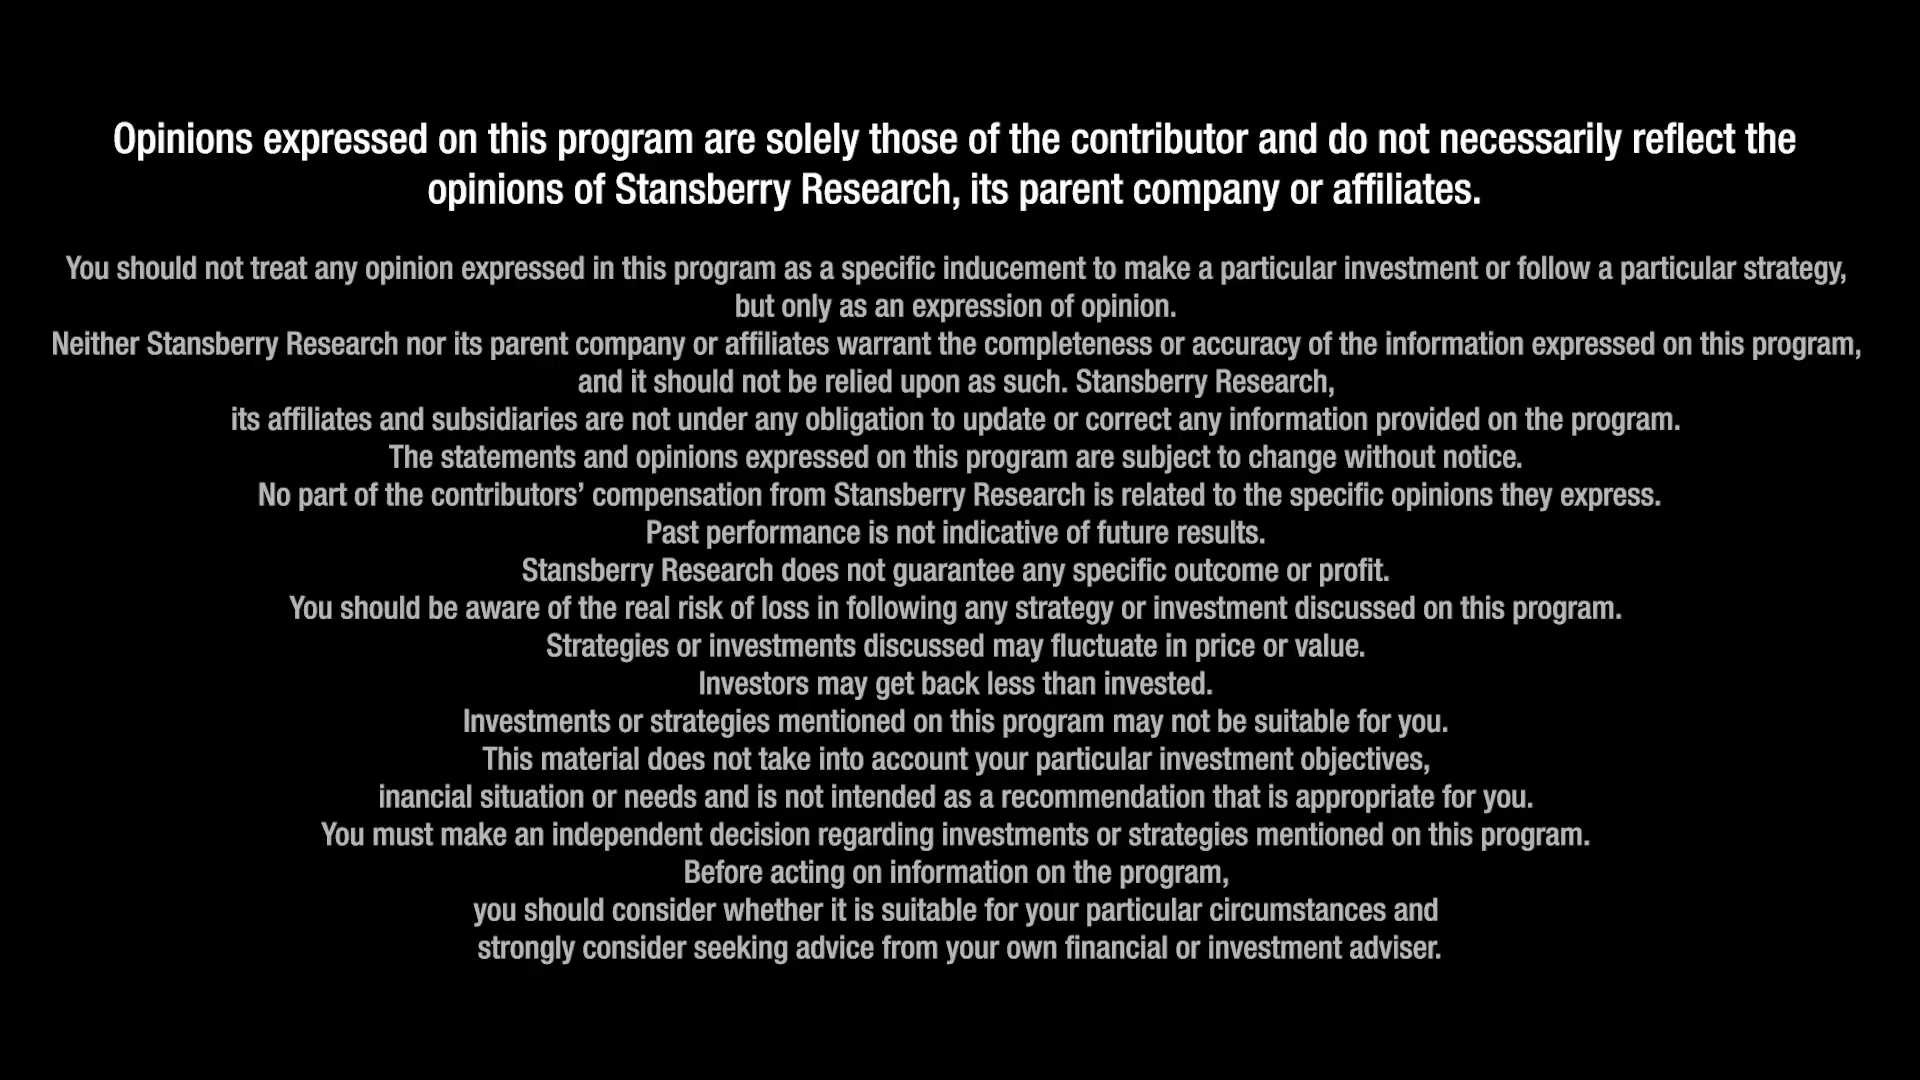 Opinions expressed on this program are solely those of the contributor and do not necessarily reflect the
opinions of Stansberry Research, its parent company or affiliates.
You should not treat any opinion expressed in this program as a specific inducement to make a particular investment or follow a particular strategy,
but only as an expression of opinion.
Neither Stansberry Research nor its parent company or affiliates warrant the completeness or accuracy of the information expressed on this program,
and it should not be relied upon as such. Stansberry Research,
its affiliates and subsidiaries are not under any obligation to update or correct any information provided on the program.
The statements and opinions expressed on this program are subject to change without notice.
No part of the contributors’ compensation from Stansberry Research is related to the specific opinions they express.
Past performance is not indicative of future results.
Stansberry Research does not guarantee any specific outcome or profit.
You should be aware of the real risk of loss in following any strategy or investment discussed on this program.
Strategies or investments discussed may fluctuate in price or value.
Investors may get back less than invested.
Investments or strategies mentioned on this program may not be suitable for you.
This material does not take into account your particular investment objectives,
inancial situation or needs and is not intended as a recommendation that is appropriate for you.
You must make an independent decision regarding investments or strategies mentioned on this program.
Before acting on information on the program,
you should consider whether it is suitable for your particular circumstances and
strongly consider seeking advice from your own financial or investment adviser.